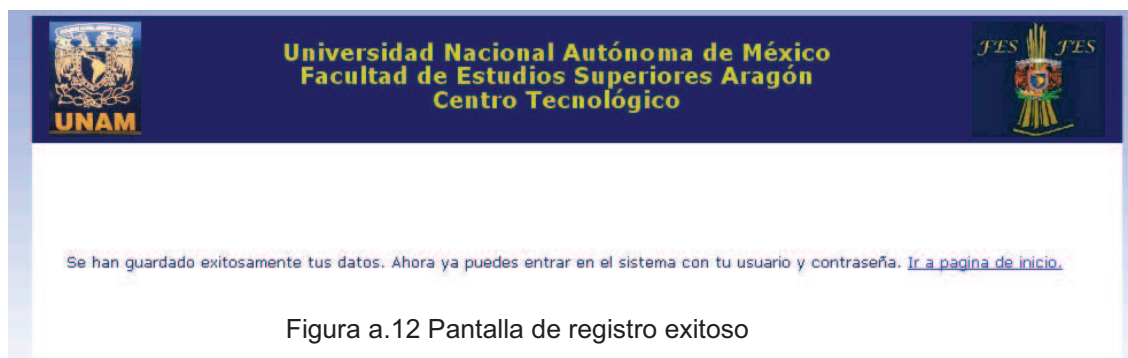 Universidad Nacional Autónoma de México
Facultad de Estudios Superiores Aragón
Centro Tecnológico
UNAM
FES FES
Se han guardado exitosamente tus datos. Ahora ya puedes entrar en el sistema con tu usuario y contraseña. Ir a pagina de inicio.
Figura a.12 Pantalla de registro exitoso